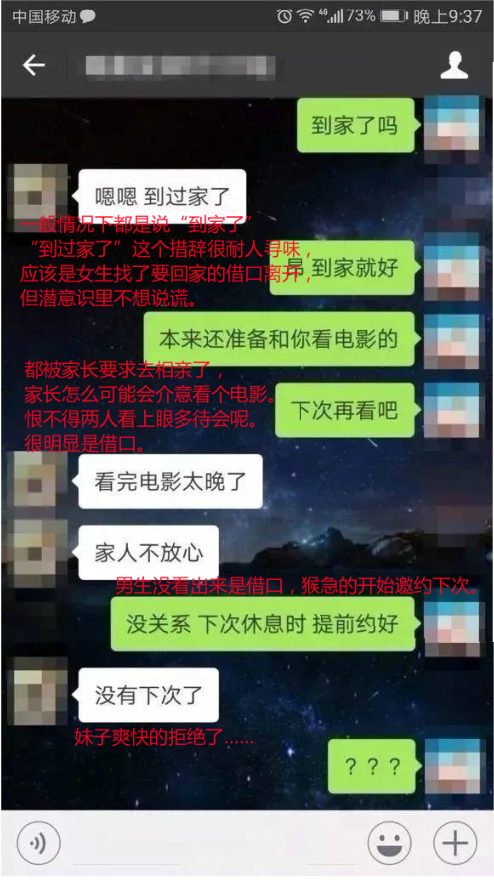 中国移动 4G 73% 晚上9:37
到家了吗
嗯嗯 到过家了
一般情况下都是说“到家了”
“到过家了”这个措辞很耐人寻味，
应该是女生找了要回家的借口离开，
但潜意识里不想说谎。
昂 到家就好
本来还准备和你看电影的
都被家长要求去相亲了，
家长怎么可能会介意看个电影。
恨不得两人看上眼多待会呢。
很明显是借口。
下次再看吧
看完电影太晚了
家人不放心
男生没看出来是借口，猴急的开始邀约下次。
没关系 下次休息时 提前约好
没有下次了
妹子爽快的拒绝了……
？？？